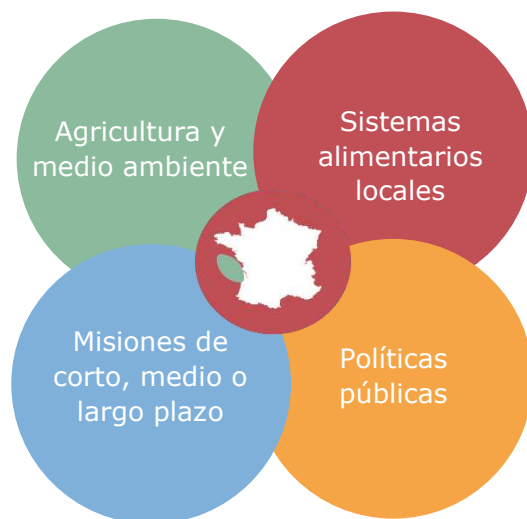 Agricultura y
medio ambiente
Sistemas
alimentarios
locales
Misiones de
corto, medio o
largo plazo
Políticas
públicas